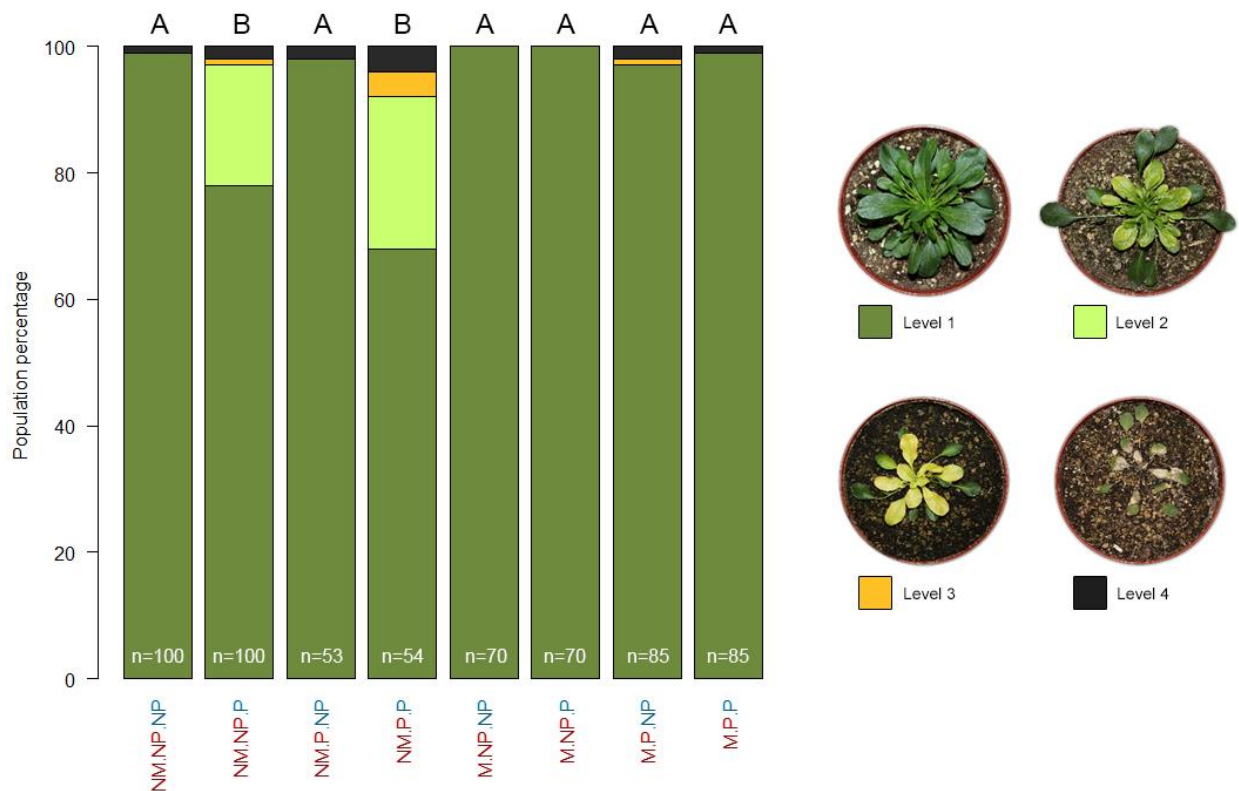 A B A B A A A A
100
80
60
40
20
0
Population percentage
n=100 n=100 n=53 n=54 n=70 n=70 n=85 n=85
NM.NP.NP
NM.NP.P
NM.P.NP
NM.P.P
M.NP.NP
M.NP.P
M.P.NP
M.P.P
Level 1
Level 2
Level 3
Level 4